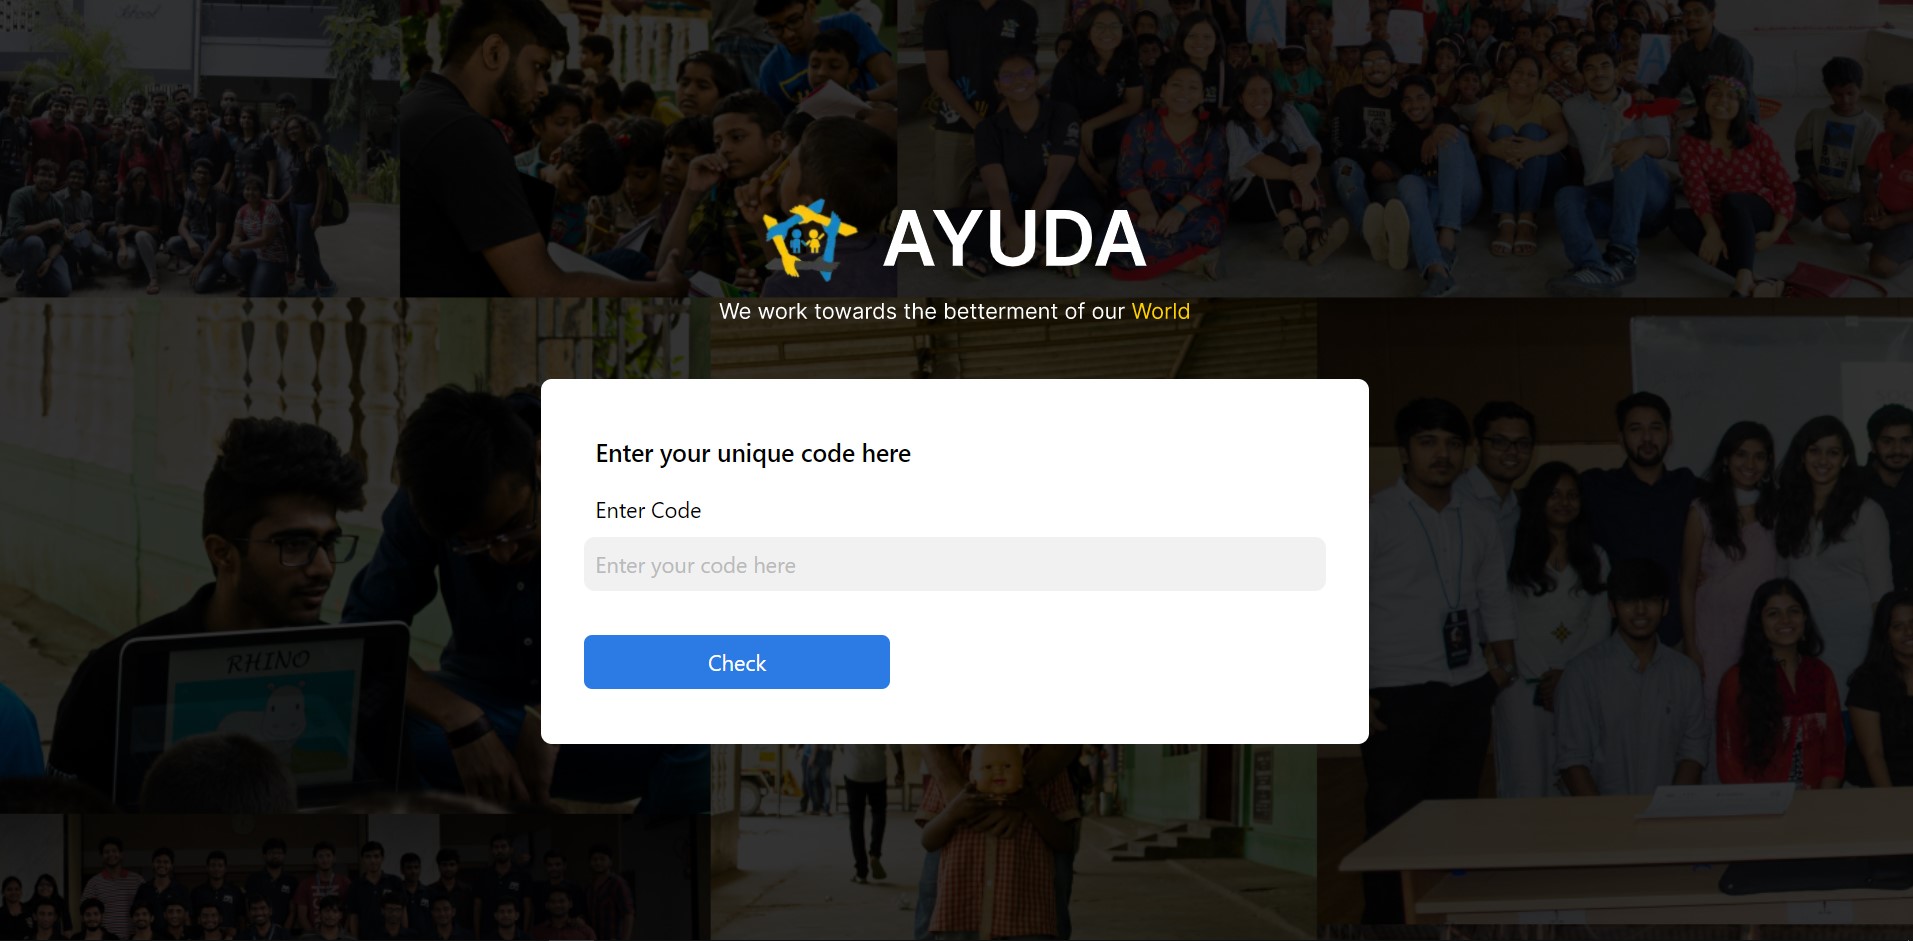 AYUDA
We work towards the betterment of our World
Enter your unique code here
Enter Code
Enter your code here
RHINO
Check